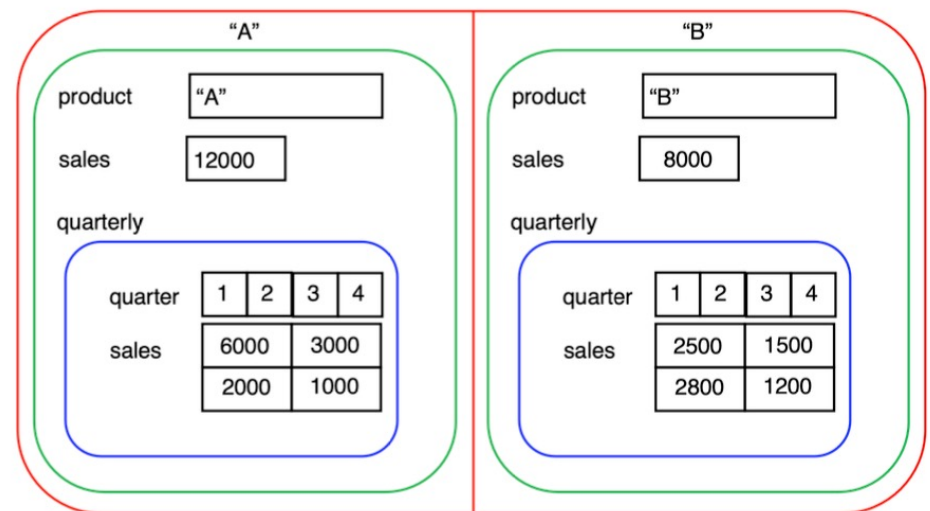 “A” “B”
product “A” product “B”
sales 12000 sales 8000
quarterly quarterly
quarter 1 2 3 4 quarter 1 2 3 4
sales 6000 3000 sales 2500 1500
2000 1000 2800 1200